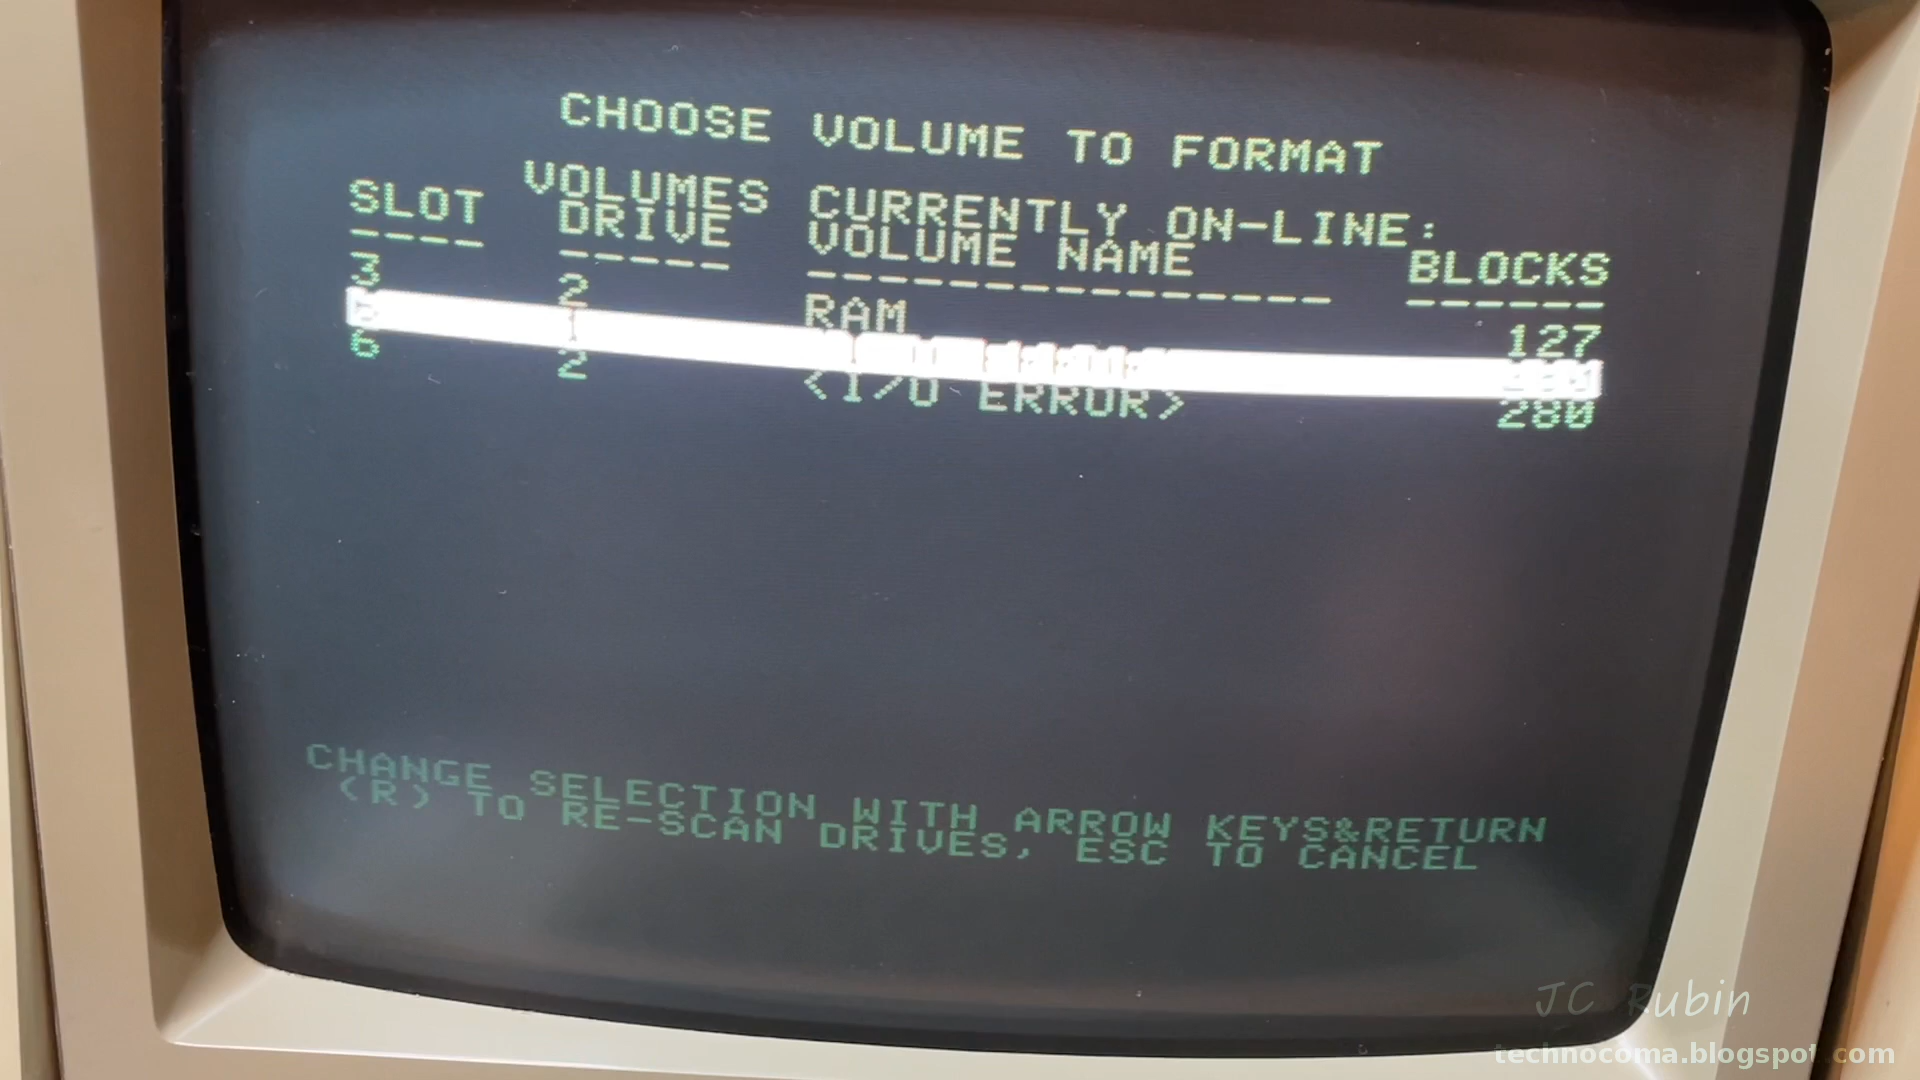 CHOOSE VOLUME TO FORMAT
VOLUMES CURRENTLY ON-LINE:
SLOT DRIVE VOLUME NAME BLOCKS
---- ----- --------------- ------
3 2 RAM 127
6 1
6 2 <I/O ERROR> 280
CHANGE SELECTION WITH ARROW KEYS&RETURN
(R) TO RE-SCAN DRIVES, ESC TO CANCEL
JC Rubin
technocoma.blogspot.com